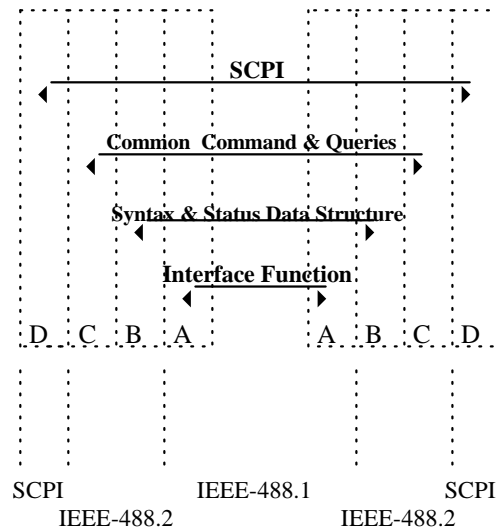 SCPI
Common Command & Queries
Syntax & Status Data Structure
Interface Function
D C B A A B C D
SCPI IEEE-488.1 SCPI
IEEE-488.2 IEEE-488.2